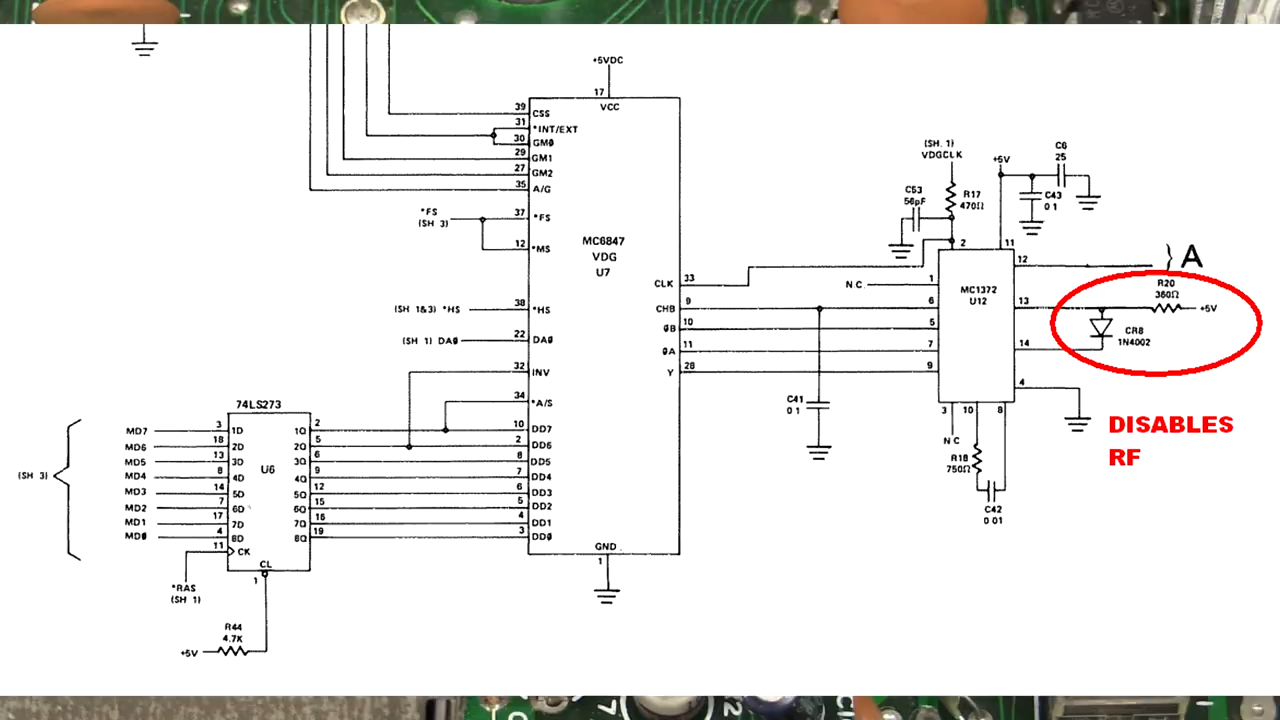 +5VDC
17
VCC
39 CSS
31 *INT/EXT
30 GM0
29 GM1
27 GM2
35 A/G
*FS
(SH 3)
37 *FS
12 *MS
MC6847
VDG
U7
(SH 1&3) *HS
38 *HS
(SH 1) DA0
22 DA0
32 INV
34 *A/S
10 DD7
2 DD6
8 DD5
7 DD4
6 DD3
5 DD2
4 DD1
3 DD0
GND
1
CLK 33
CHB 9
0B 10
0A 11
Y 28
74LS273
U6
(SH 3)
MD7 3 1D 1Q 2
MD6 18 2D 2Q 5
MD5 13 3D 3Q 6
MD4 8 4D 4Q 9
MD3 14 5D 5Q 12
MD2 7 6D 6Q 15
MD1 17 7D 7Q 16
MD0 4 8D 8Q 19
11 CK
CL
1
*RAS
(SH 1)
R44
4.7K
+5V
(SH. 1)
VDGCLK
C53
56pF
R17
470Ω
+5V
C6
25
C43
0 1
2
11
N C
1
6
5
7
9
MC1372
U12
12
13
14
4
3
10
8
} A
R20
360Ω
+5V
CR8
1N4002
DISABLES
RF
C41
0 1
N C
R18
750Ω
C42
0 01